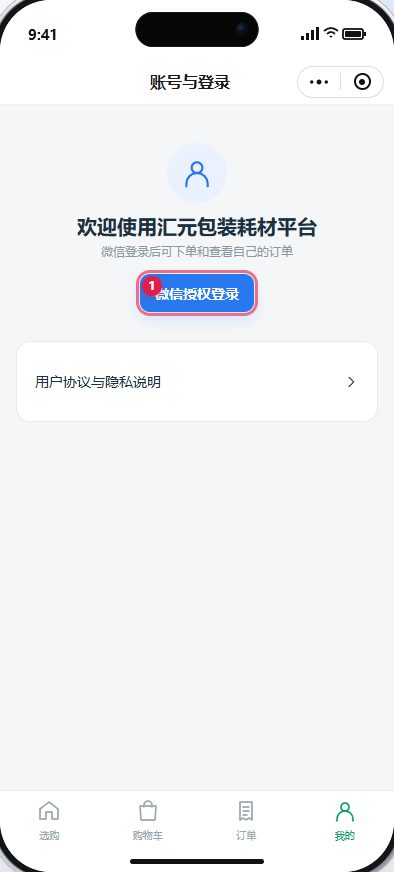 9:41
账号与登录
欢迎使用汇元包装耗材平台
微信登录后可下单和查看自己的订单
1
微信授权登录
用户协议与隐私说明
选购
购物车
订单
我的